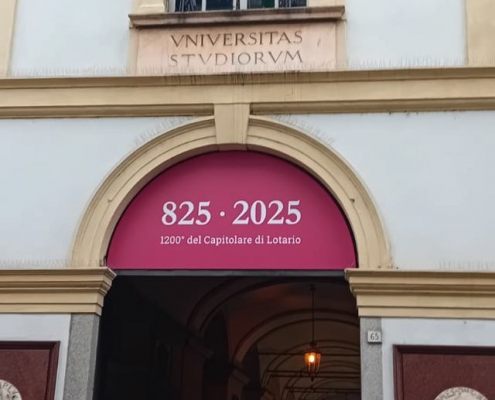 VNIVERSITAS
STVDIORVM
825 · 2025
1200° del Capitolare di Lotario
65